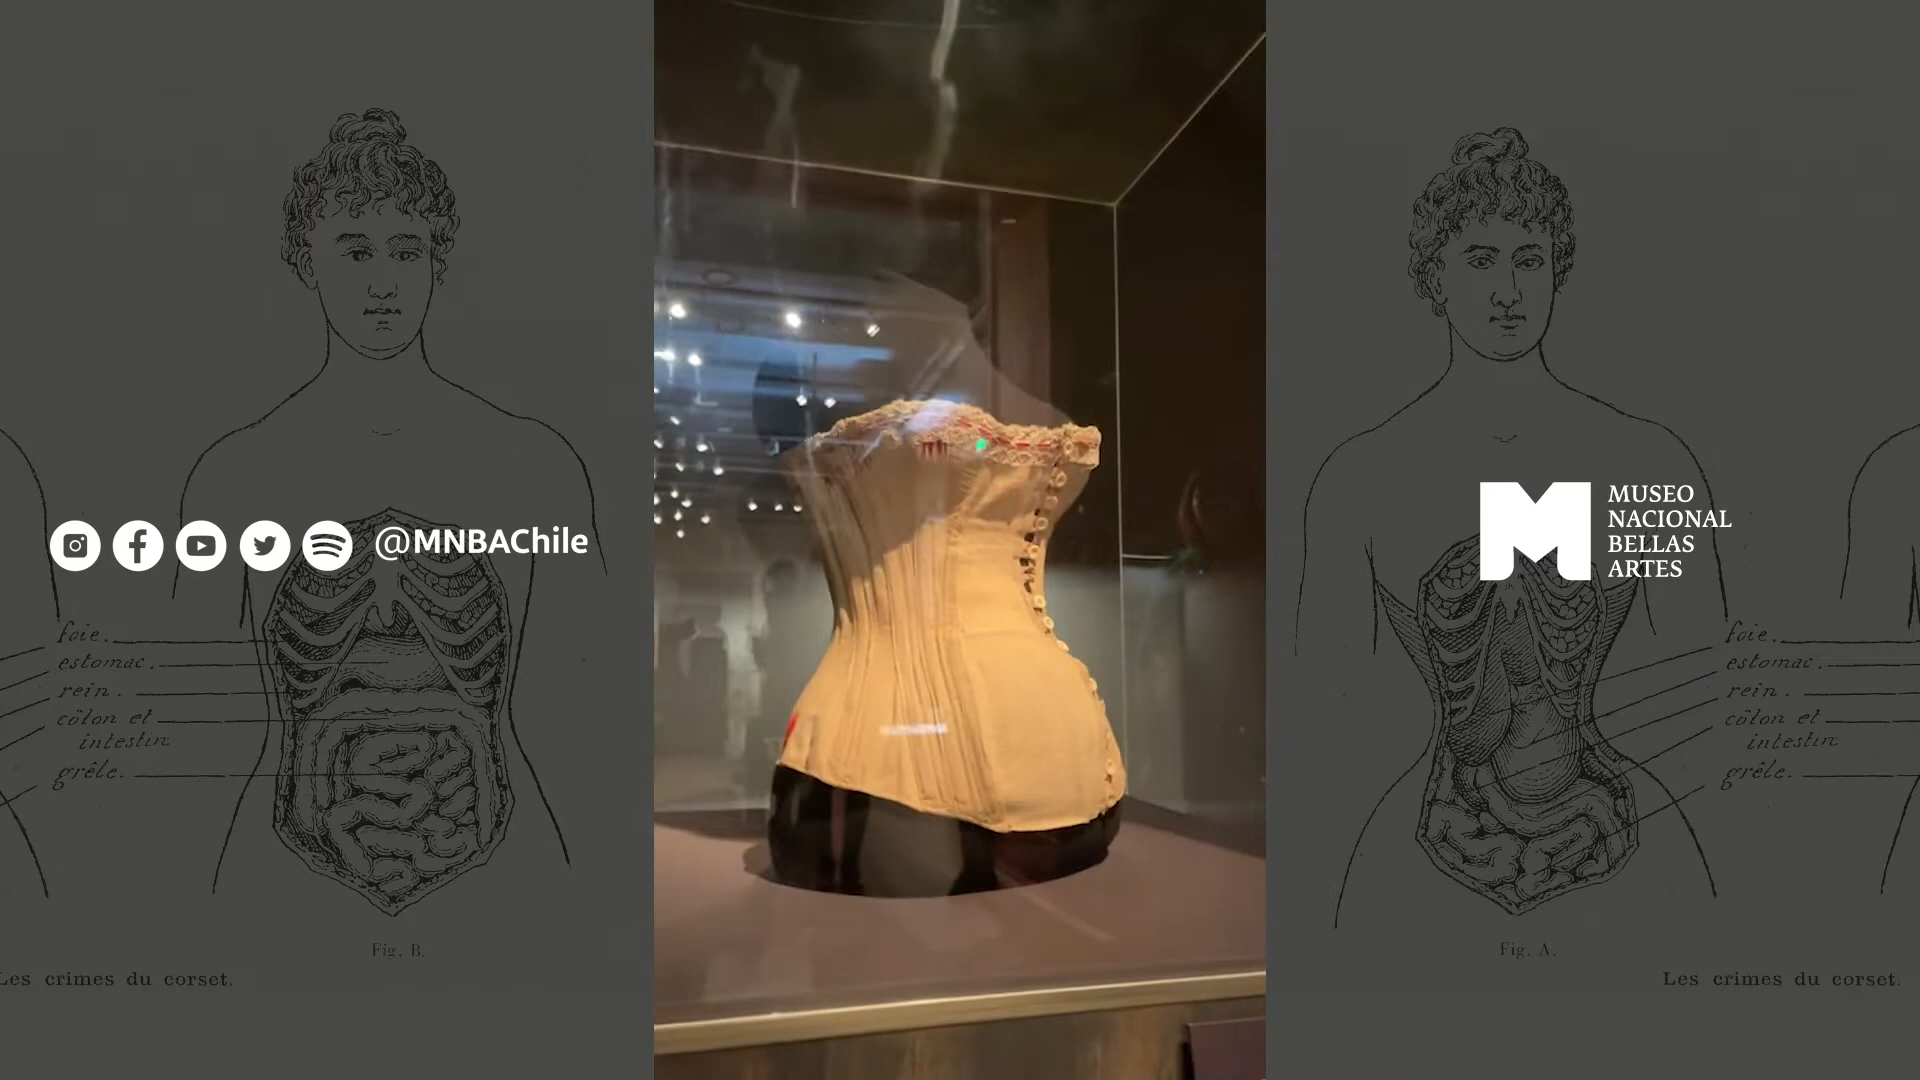 @MNBAChile
foie.
estomac.
rein.
côlon et
intestin
grêle.
Fig. B.
Les crimes du corset.
MUSEO
NACIONAL
BELLAS
ARTES
foie.
estomac.
rein.
côlon et
intestin
grêle.
Fig. A.
Les crimes du corset.